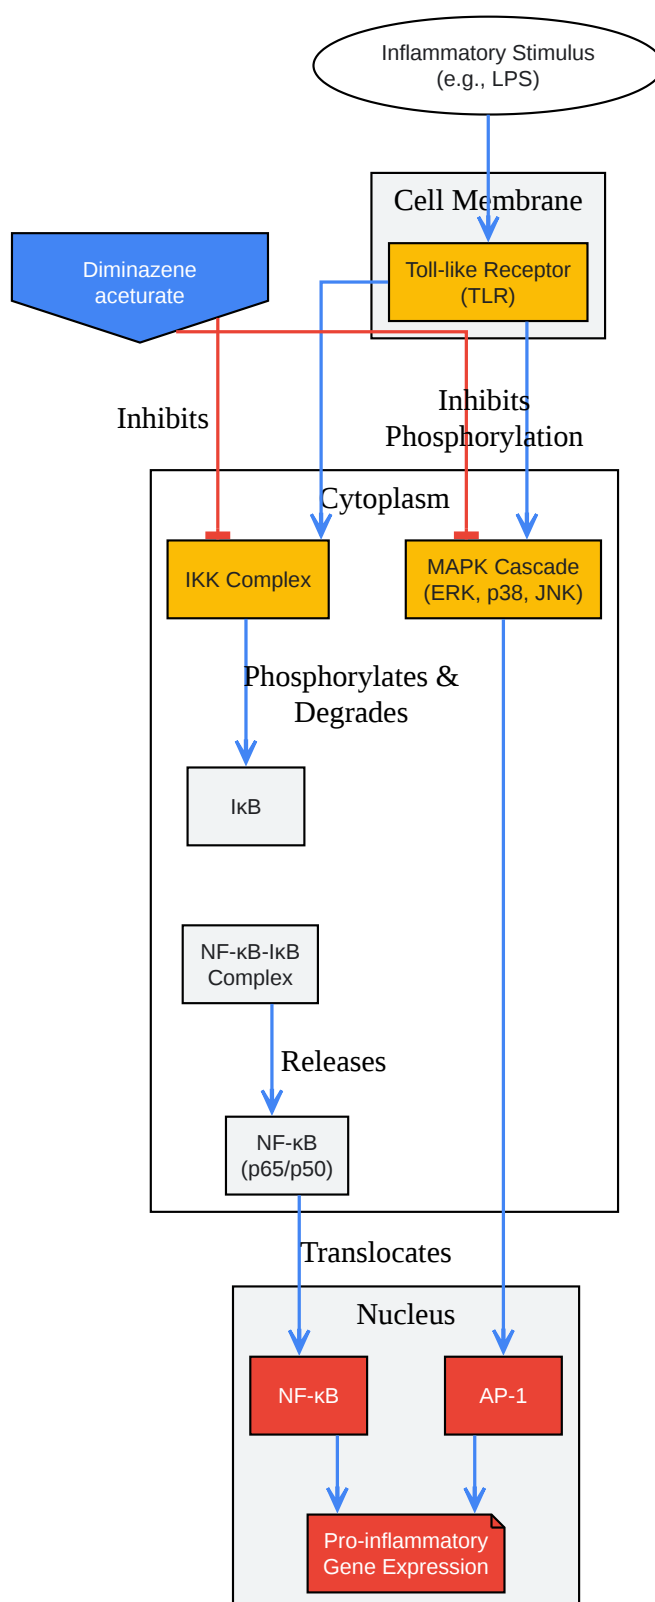 Inflammatory Stimulus
(e.g., LPS)
Cell Membrane
Diminazene
aceturate
Toll-like Receptor
(TLR)
Inhibits
Inhibits
Phosphorylation
Cytoplasm
IKK Complex
MAPK Cascade
(ERK, p38, JNK)
Phosphorylates &
Degrades
IκB
NF-κB-IκB
Complex
Releases
NF-κB
(p65/p50)
Translocates
Nucleus
NF-κB
AP-1
Pro-inflammatory
Gene Expression